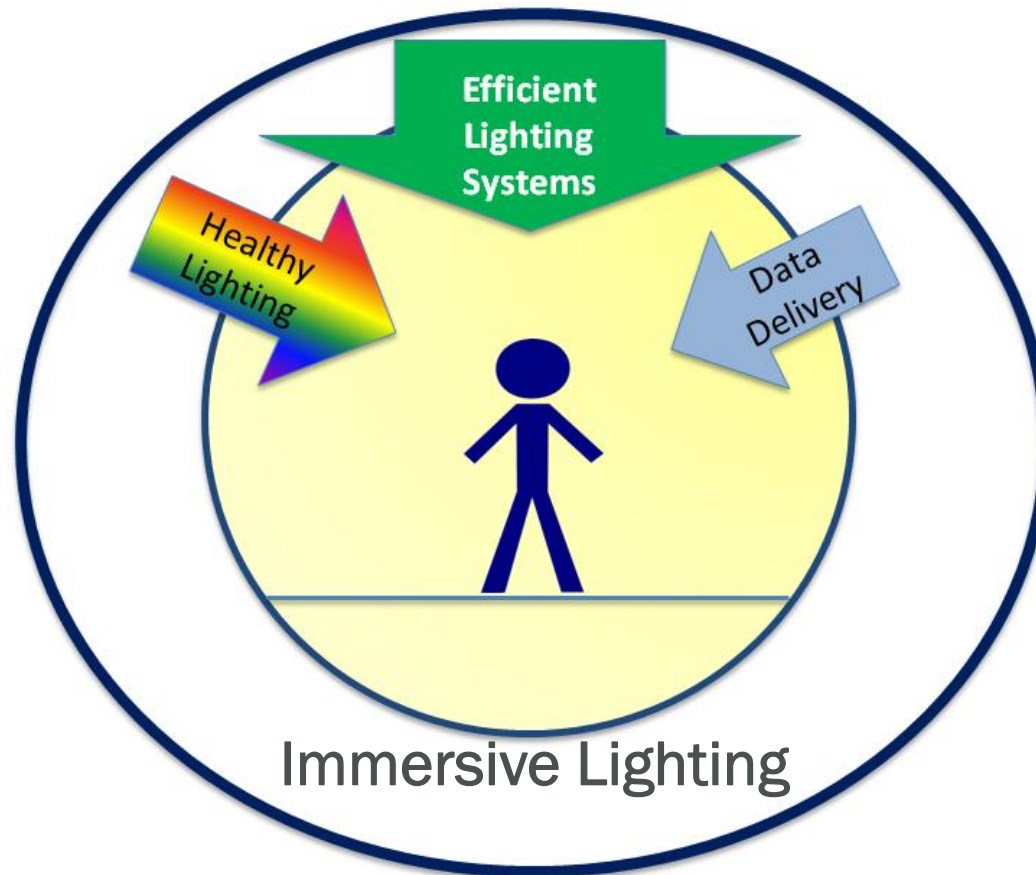 Efficient
Lighting
Systems
Healthy
Lighting
Data
Delivery
Immersive Lighting